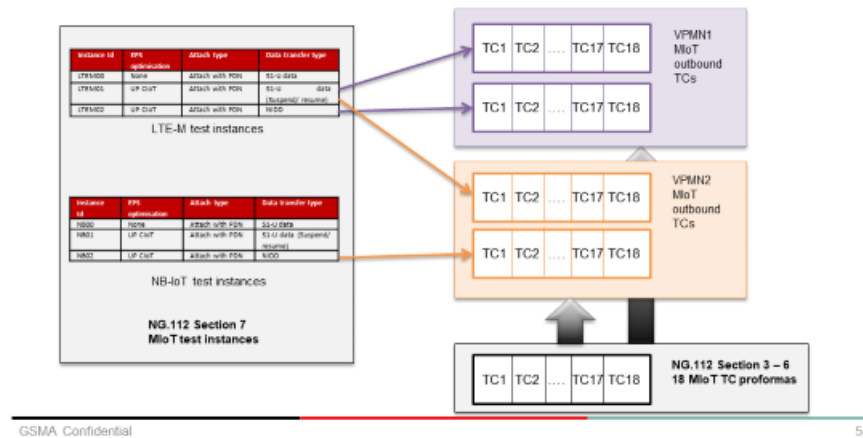 Instance Id EPS optimisation Attach type Data transfer type
LTEM00 None Attach with PDN S1-U data
LTEM01 UP CIoT Attach with PDN S1-U data (Suspend/ resume)
LTEM02 UP CIoT Attach with PDN NIDD
LTE-M test instances
Instance Id EPS optimisation Attach type Data transfer type
NB00 None Attach with PDN S1-U data
NB01 UP CIoT Attach with PDN S1-U data (Suspend/ resume)
NB02 UP CIoT Attach with PDN NIDD
NB-IoT test instances
NG.112 Section 7
MIoT test instances
TC1 TC2 .... TC17 TC18
TC1 TC2 .... TC17 TC18
VPMN1
MIoT
outbound
TCs
TC1 TC2 .... TC17 TC18
TC1 TC2 .... TC17 TC18
VPMN2
MIoT
outbound
TCs
TC1 TC2 .... TC17 TC18
NG.112 Section 3 – 6
18 MIoT TC proformas
GSMA Confidential
5